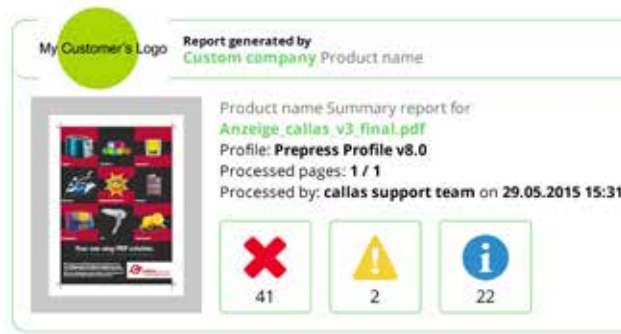 My Customer's Logo
Report generated by
Custom company Product name
Product name Summary report for
Anzeige_callas_v3_final.pdf
Profile: Prepress Profile v8.0
Processed pages: 1 / 1
Processed by: callas support team on 29.05.2015 15:31
41
2
22